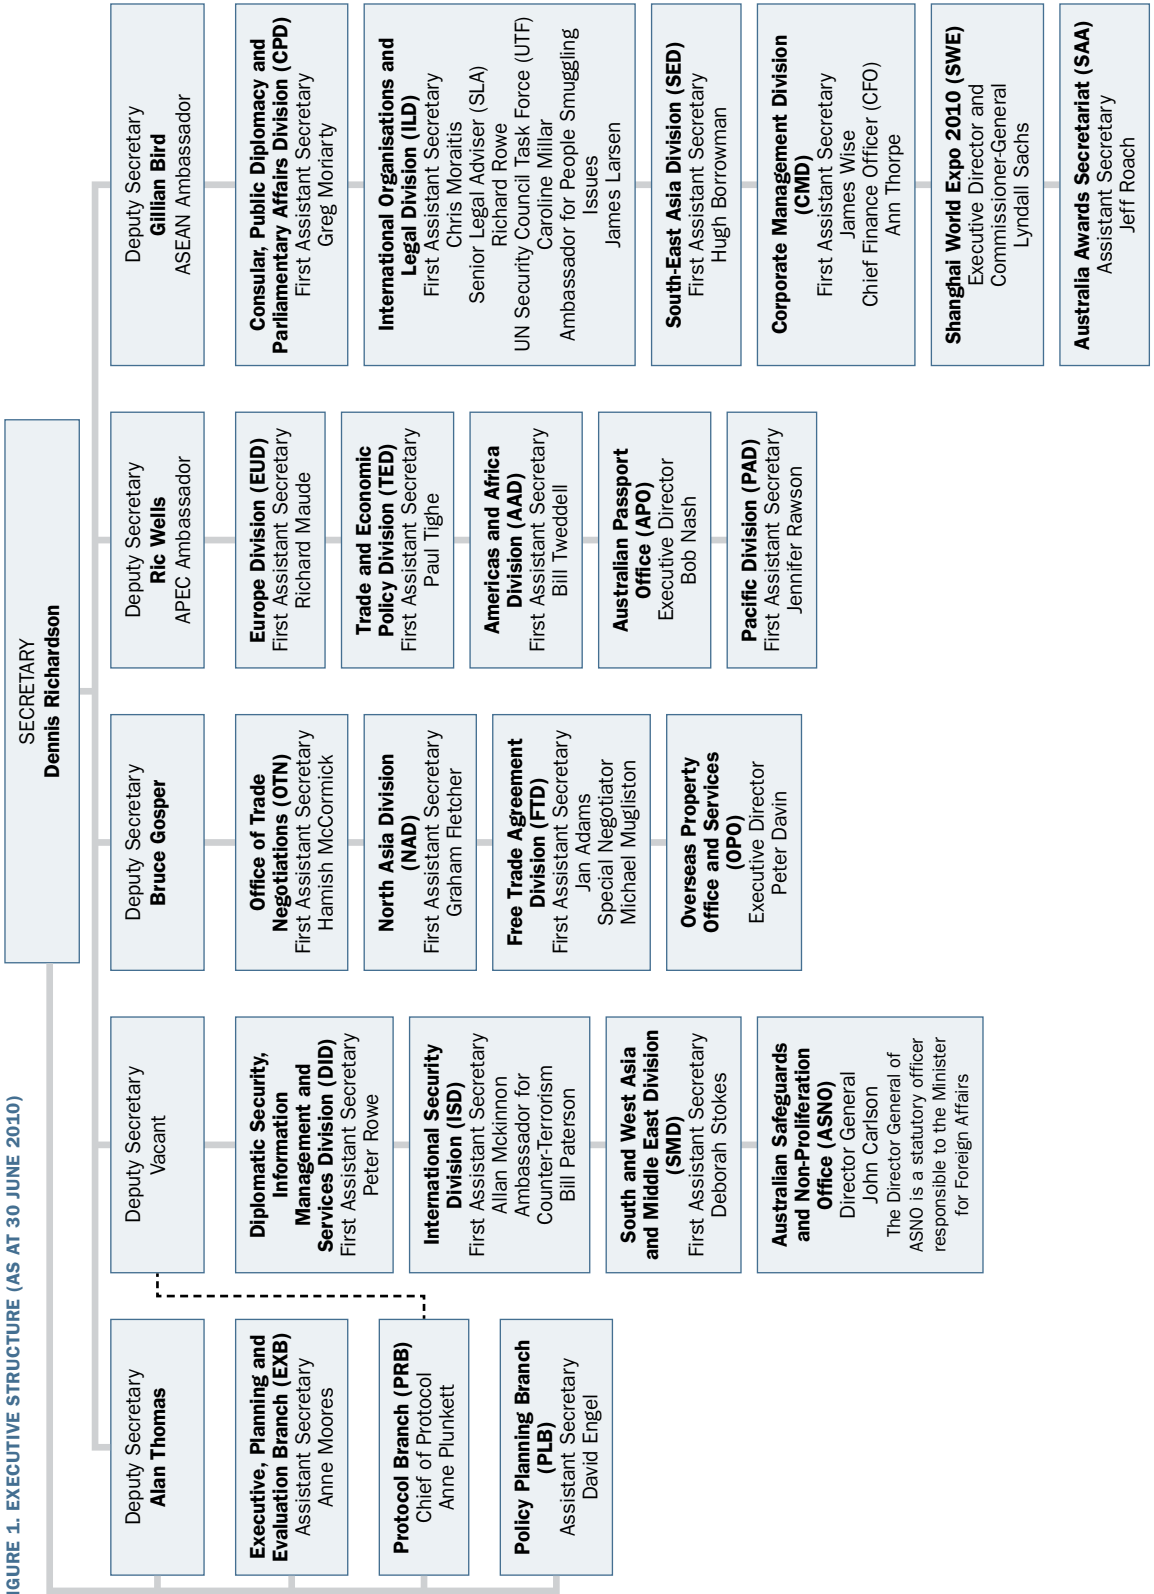 IGURE 1. EXECUTIVE STRUCTURE (AS AT 30 JUNE 2010)
SECRETARY
Dennis Richardson
Deputy Secretary
Alan Thomas
Executive, Planning and
Evaluation Branch (EXB)
Assistant Secretary
Anne Moores
Protocol Branch (PRB)
Chief of Protocol
Anne Plunkett
Policy Planning Branch
(PLB)
Assistant Secretary
David Engel
Deputy Secretary
Vacant
Diplomatic Security,
Information
Management and
Services Division (DID)
First Assistant Secretary
Peter Rowe
International Security
Division (ISD)
First Assistant Secretary
Allan Mckinnon
Ambassador for
Counter-Terrorism
Bill Paterson
South and West Asia
and Middle East Division
(SMD)
First Assistant Secretary
Deborah Stokes
Australian Safeguards
and Non-Proliferation
Office (ASNO)
Director General
John Carlson
The Director General of
ASNO is a statutory officer
responsible to the Minister
for Foreign Affairs
Deputy Secretary
Bruce Gosper
Office of Trade
Negotiations (OTN)
First Assistant Secretary
Hamish McCormick
North Asia Division
(NAD)
First Assistant Secretary
Graham Fletcher
Free Trade Agreement
Division (FTD)
First Assistant Secretary
Jan Adams
Special Negotiator
Michael Mugliston
Overseas Property
Office and Services
(OPO)
Executive Director
Peter Davin
Deputy Secretary
Ric Wells
APEC Ambassador
Europe Division (EUD)
First Assistant Secretary
Richard Maude
Trade and Economic
Policy Division (TED)
First Assistant Secretary
Paul Tighe
Americas and Africa
Division (AAD)
First Assistant Secretary
Bill Tweddell
Australian Passport
Office (APO)
Executive Director
Bob Nash
Pacific Division (PAD)
First Assistant Secretary
Jennifer Rawson
Deputy Secretary
Gillian Bird
ASEAN Ambassador
Consular, Public Diplomacy and
Parliamentary Affairs Division (CPD)
First Assistant Secretary
Greg Moriarty
International Organisations and
Legal Division (ILD)
First Assistant Secretary
Chris Moraitis
Senior Legal Adviser (SLA)
Richard Rowe
UN Security Council Task Force (UTF)
Caroline Millar
Ambassador for People Smuggling
Issues
James Larsen
South-East Asia Division (SED)
First Assistant Secretary
Hugh Borrowman
Corporate Management Division
(CMD)
First Assistant Secretary
James Wise
Chief Finance Officer (CFO)
Ann Thorpe
Shanghai World Expo 2010 (SWE)
Executive Director and
Commissioner-General
Lyndall Sachs
Australia Awards Secretariat (SAA)
Assistant Secretary
Jeff Roach